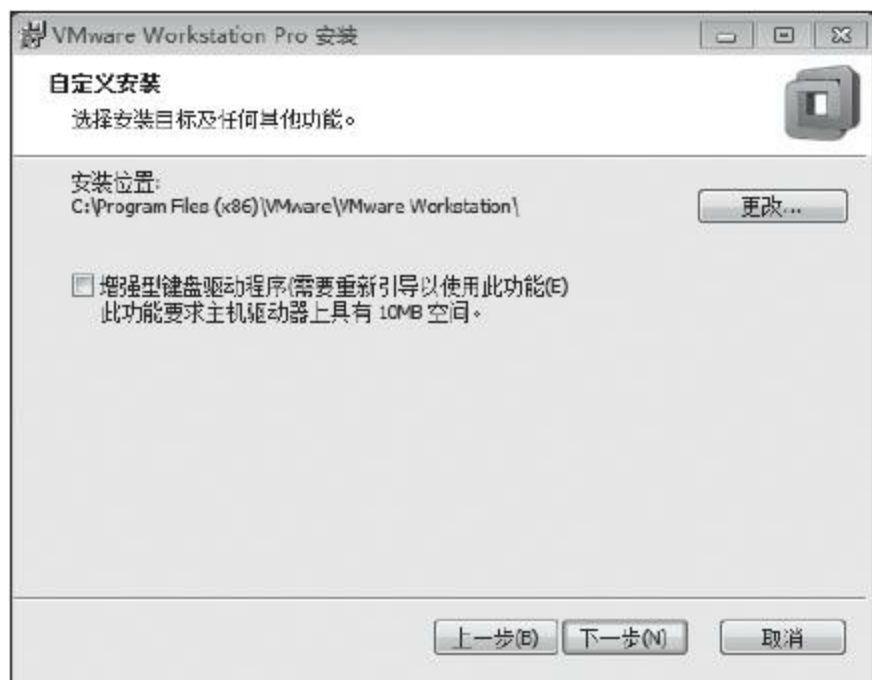 VMware Workstation Pro 安装
自定义安装
选择安装目标及任何其他功能。
安装位置:
C:\Program Files (x86)\VMware\VMware Workstation\
更改...
增强型键盘驱动程序(需要重新引导以使用此功能(E)
此功能要求主机驱动器上具有 10MB 空间。
上一步(B)
下一步(N)
取消